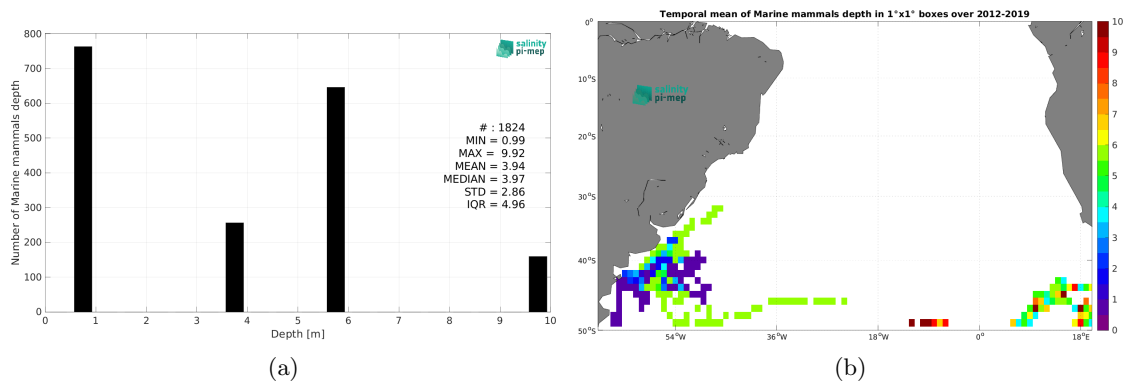 800
700
600
500
400
300
200
100
0
Number of Marine mammals depth
salinity
pi-mep
# : 1824
MIN = 0.99
MAX = 9.92
MEAN = 3.94
MEDIAN = 3.97
STD = 2.86
IQR = 4.96
0 1 2 3 4 5 6 7 8 9 10
Depth [m]
(a)
Temporal mean of Marine mammals depth in 1°x1° boxes over 2012-2019
0°
10°S
20°S
30°S
40°S
50°S
salinity
pi-mep
54°W 36°W 18°W 0° 18°E
10
9
8
7
6
5
4
3
2
1
0
(b)